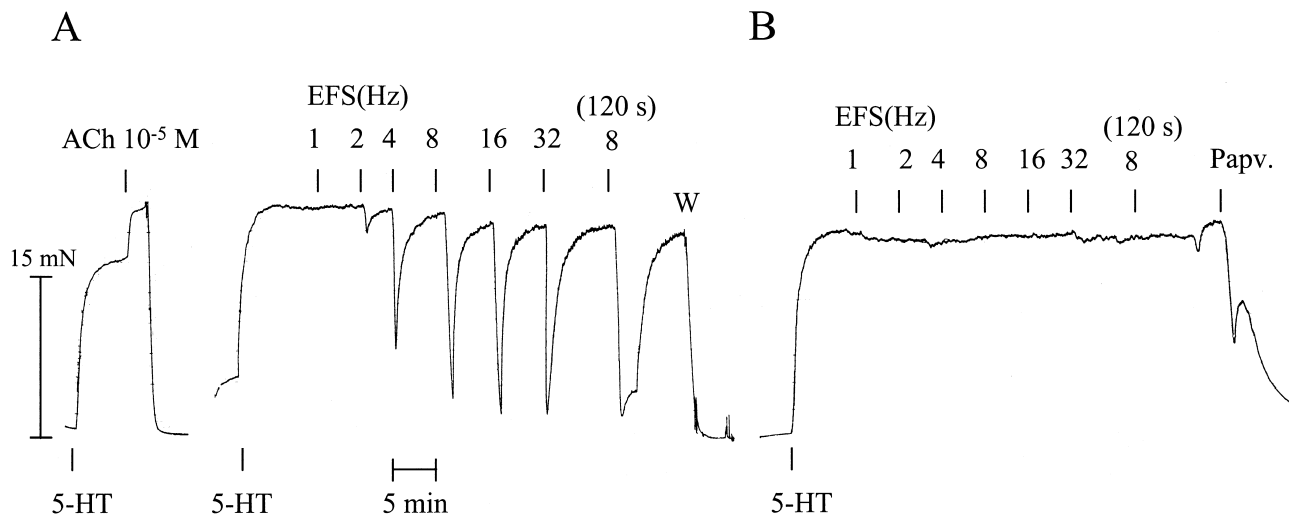 A
B
EFS(Hz)
(120 s)
ACh 10⁻⁵ M
1 2 4 8 16 32 8
EFS(Hz)
(120 s)
1 2 4 8 16 32 8
Papv.
W
15 mN
5-HT
5-HT
5 min
5-HT